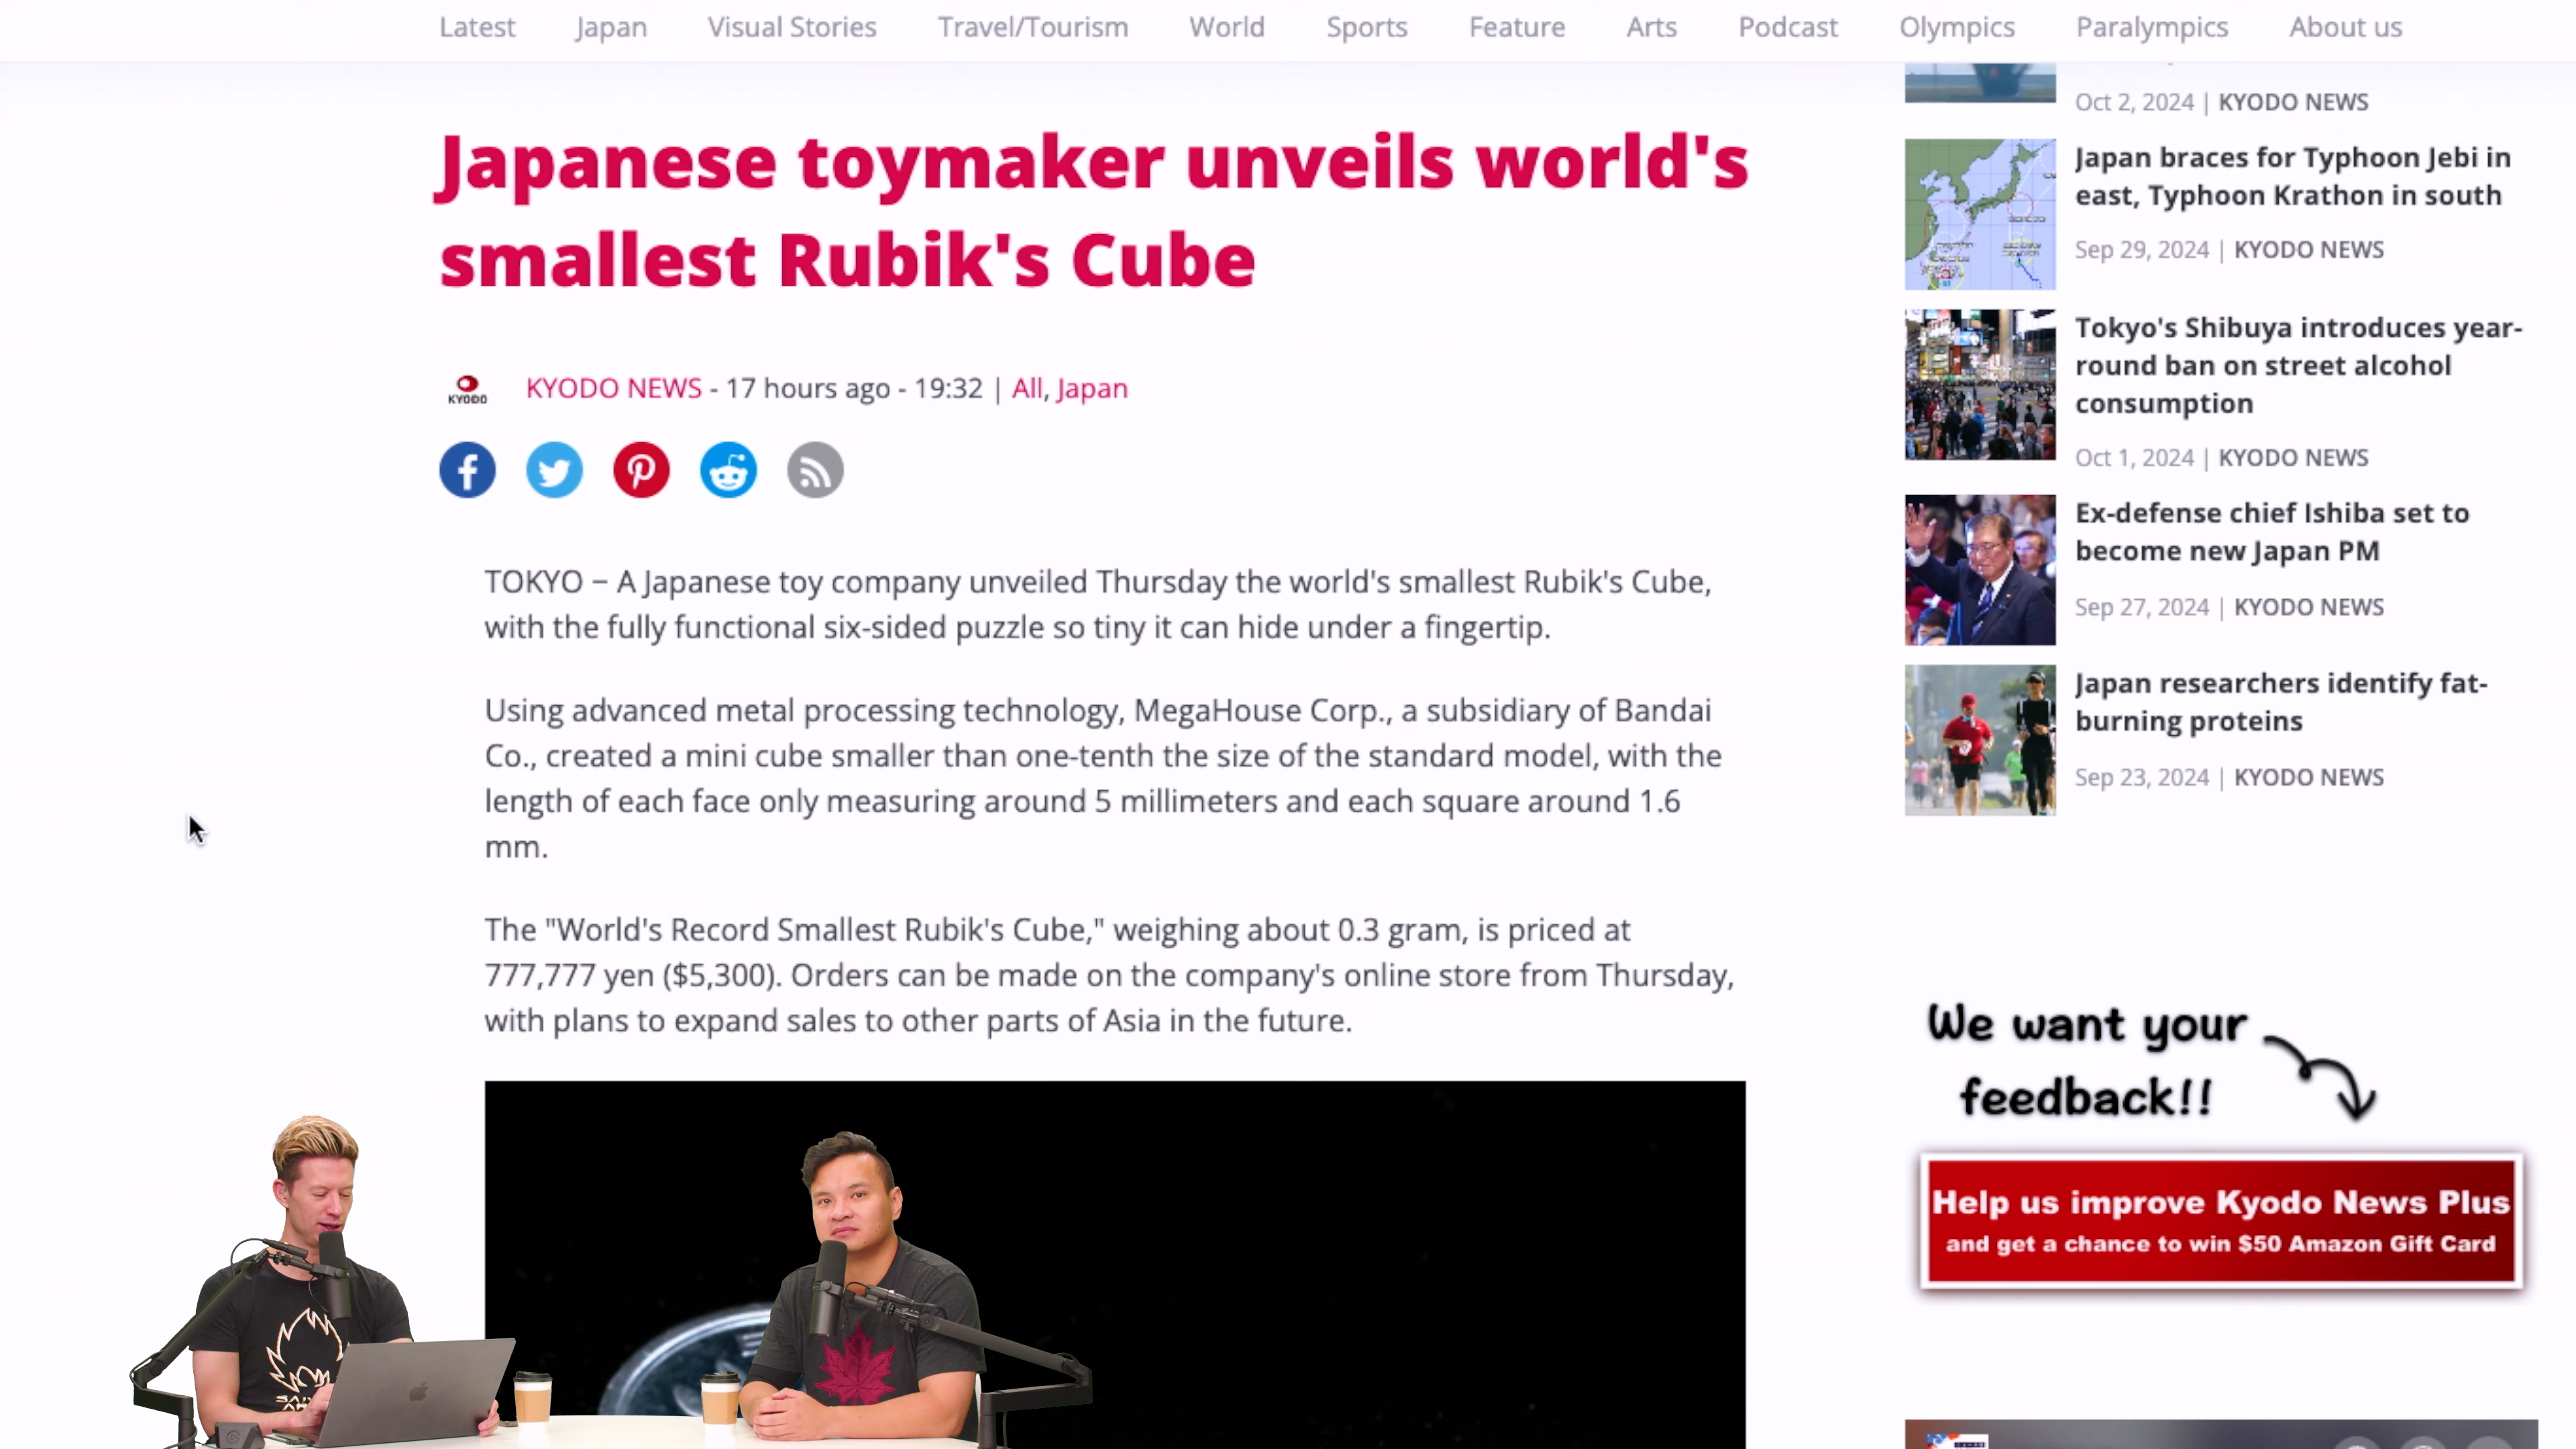 Latest Japan Visual Stories Travel/Tourism World Sports Feature Arts Podcast Olympics Paralympics About us
Japanese toymaker unveils world's
smallest Rubik's Cube
KYODO
KYODO NEWS - 17 hours ago - 19:32 | All, Japan
TOKYO – A Japanese toy company unveiled Thursday the world's smallest Rubik's Cube,
with the fully functional six-sided puzzle so tiny it can hide under a fingertip.
Using advanced metal processing technology, MegaHouse Corp., a subsidiary of Bandai
Co., created a mini cube smaller than one-tenth the size of the standard model, with the
length of each face only measuring around 5 millimeters and each square around 1.6
mm.
The "World's Record Smallest Rubik's Cube," weighing about 0.3 gram, is priced at
777,777 yen ($5,300). Orders can be made on the company's online store from Thursday,
with plans to expand sales to other parts of Asia in the future.
Oct 2, 2024 | KYODO NEWS
Japan braces for Typhoon Jebi in
east, Typhoon Krathon in south
Sep 29, 2024 | KYODO NEWS
Tokyo's Shibuya introduces year-
round ban on street alcohol
consumption
Oct 1, 2024 | KYODO NEWS
Ex-defense chief Ishiba set to
become new Japan PM
Sep 27, 2024 | KYODO NEWS
Japan researchers identify fat-
burning proteins
Sep 23, 2024 | KYODO NEWS
We want your
feedback!!
Help us improve Kyodo News Plus
and get a chance to win $50 Amazon Gift Card